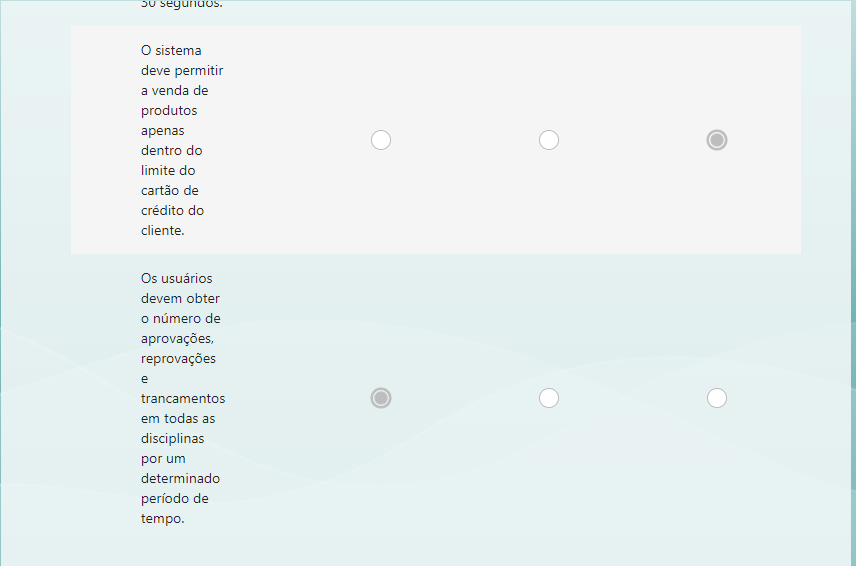 30 segundos.
O sistema
deve permitir
a venda de
produtos
apenas
dentro do
limite do
cartão de
crédito do
cliente.
Os usuários
devem obter
o número de
aprovações,
reprovações
e
trancamentos
em todas as
disciplinas
por um
determinado
período de
tempo.